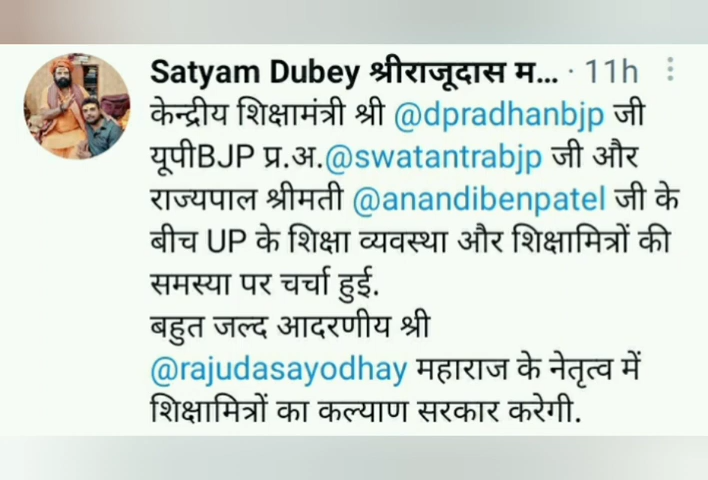 Satyam Dubey श्रीराजूदास म... · 11h
केन्द्रीय शिक्षामंत्री श्री @dpradhanbjp जी
यूपीBJP प्र.अ.@swatantrabjp जी और
राज्यपाल श्रीमती @anandibenpatel जी के
बीच UP के शिक्षा व्यवस्था और शिक्षामित्रों की
समस्या पर चर्चा हुई.
बहुत जल्द आदरणीय श्री
@rajudasayodhay महाराज के नेतृत्व में
शिक्षामित्रों का कल्याण सरकार करेगी.